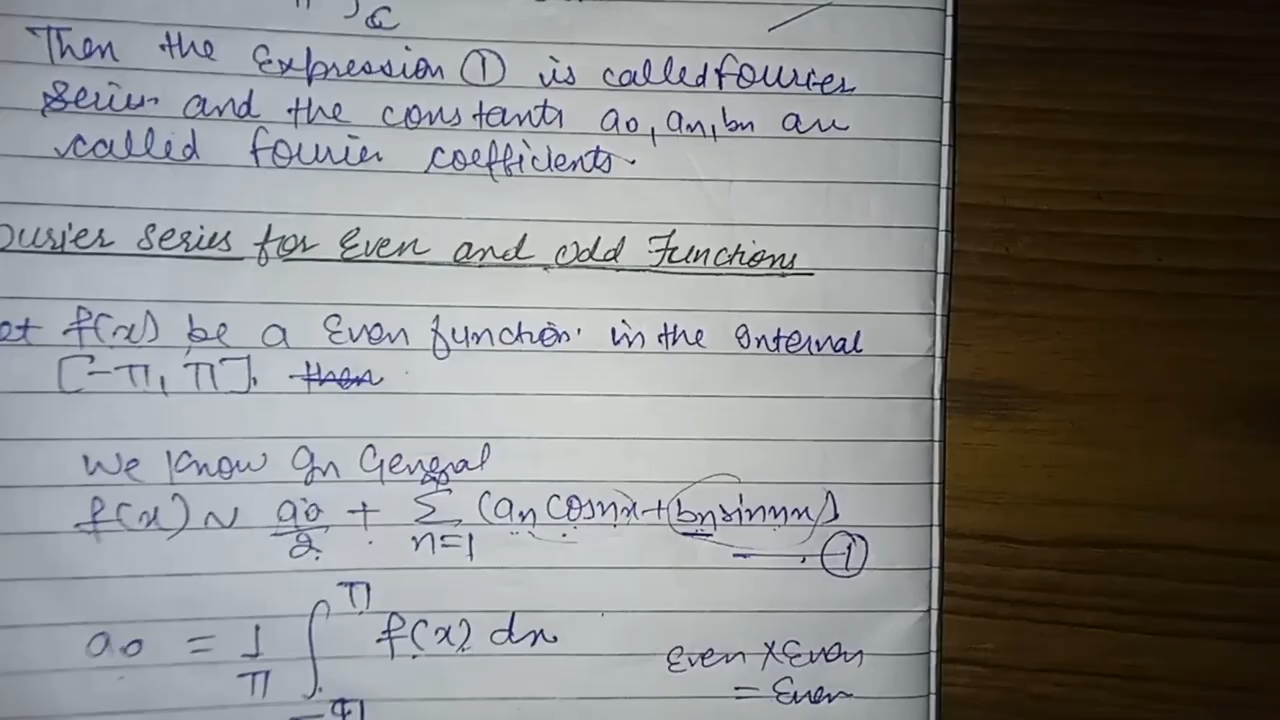 Then the Expression ① is called fourier
series and the constants a0, an, bn are
called fourier coefficients.
ourier series for Even and odd Functions
et f(x) be a Even function in the Interval
[-π, π]. then
We Know In General
f(x) ~ a0/2 + ∞Σn=1 (an cosnx + bn sinnx)
— ①
a0 = 1/π ∫-π^π f(x) dx
Even × Even
= Even